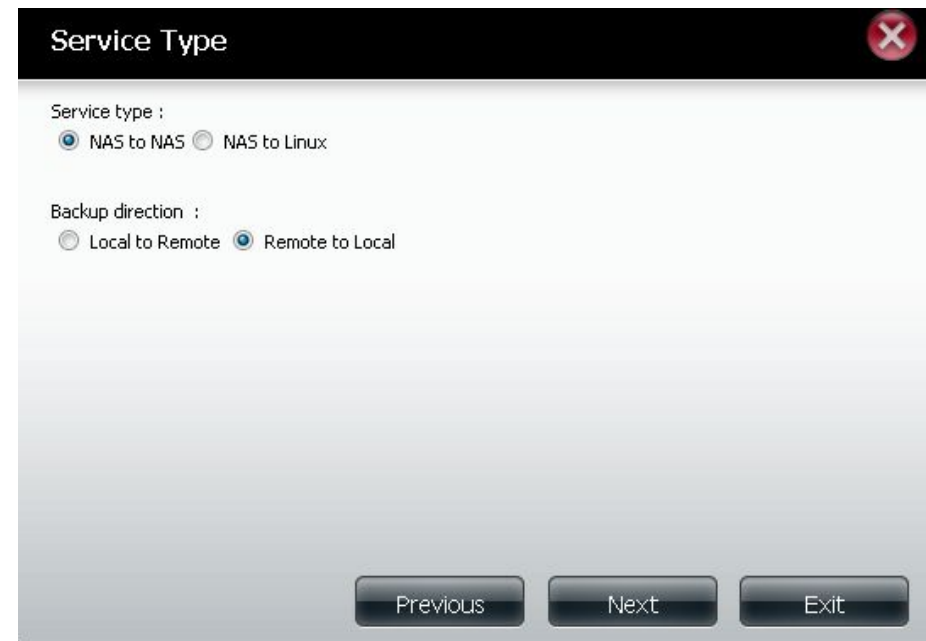 Service Type
Service type :
NAS to NAS NAS to Linux
Backup direction :
Local to Remote Remote to Local
Previous Next Exit